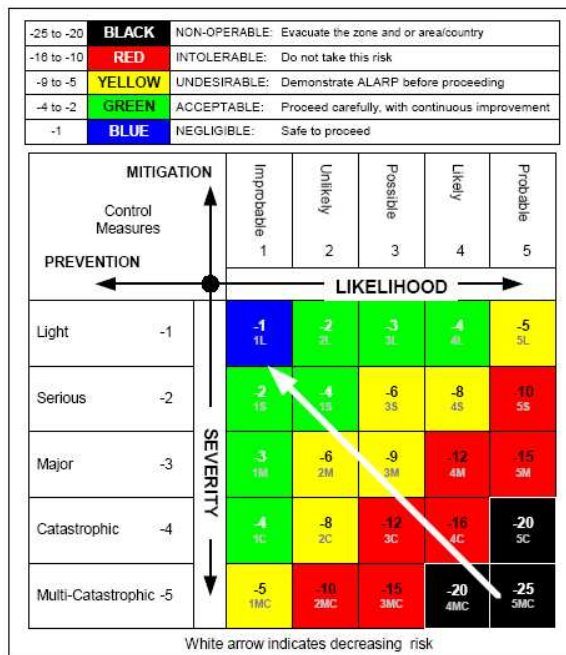 -25 to -20 BLACK NON-OPERABLE: Evacuate the zone and or area/country
-16 to -10 RED INTOLERABLE: Do not take this risk
-9 to -5 YELLOW UNDESIRABLE: Demonstrate ALARP before proceeding
-4 to -2 GREEN ACCEPTABLE: Proceed carefully, with continuous improvement
-1 BLUE NEGLIGIBLE: Safe to proceed
MITIGATION
Control
Measures
PREVENTION
Improbable Unlikely Possible Likely Probable
1 2 3 4 5
LIKELIHOOD
SEVERITY
Light -1 -1 -2 -3 -4 -5
1L 2L 3L 4L 5L
Serious -2 -2 -4 -6 -8 -10
1S 1S 3S 4S 5S
Major -3 -3 -6 -9 -12 -15
1M 2M 3M 4M 5M
Catastrophic -4 -4 -8 -12 -16 -20
1C 2C 3C 4C 5C
Multi-Catastrophic -5 -5 -10 -15 -20 -25
1MC 2MC 3MC 4MC 5MC
White arrow indicates decreasing risk